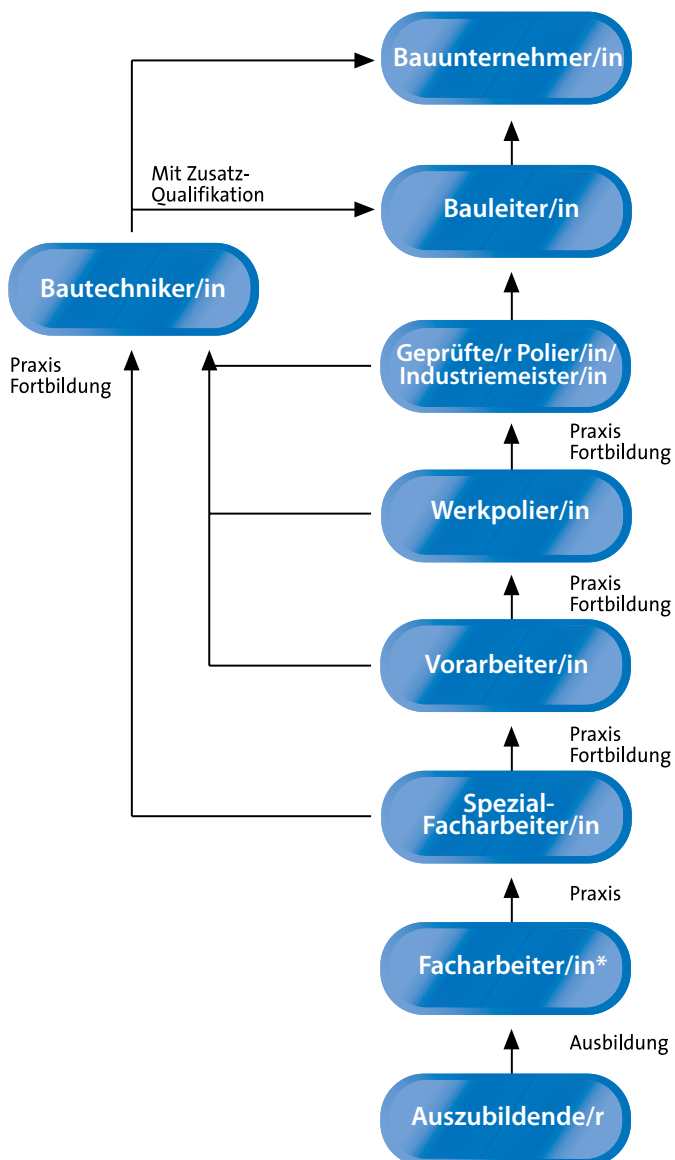 Bauunternehmer/in
Mit Zusatz-
Qualifikation
Bauleiter/in
Bautechniker/in
Geprüfte/r Polier/in/
Industriemeister/in
Praxis
Fortbildung
Praxis
Fortbildung
Werkpolier/in
Praxis
Fortbildung
Vorarbeiter/in
Praxis
Fortbildung
Spezial-
Facharbeiter/in
Praxis
Facharbeiter/in*
Ausbildung
Auszubildende/r